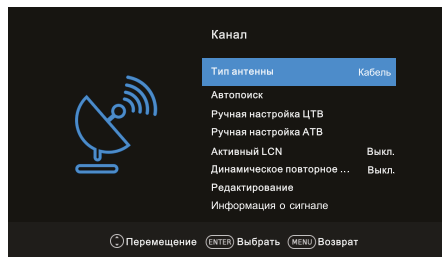 Канал
Тип антенны Кабель
Автопоиск
Ручная настройка ЦТВ
Ручная настройка АТВ
Активный LCN Выкл.
Динамическое повторное ... Выкл.
Редактирование
Информация о сигнале
Перемещение ENTER Выбрать MENU Возврат